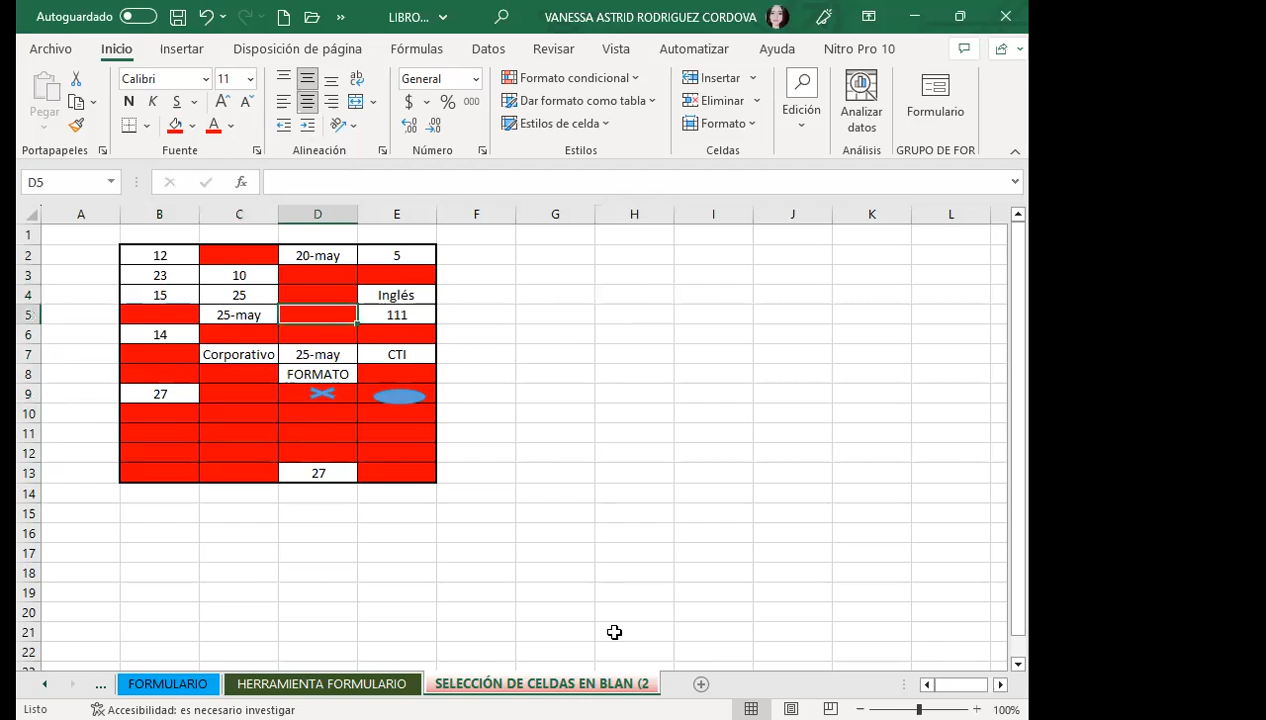 Autoguardado LIBRO... VANESSA ASTRID RODRIGUEZ CORDOVA
Archivo Inicio Insertar Disposición de página Fórmulas Datos Revisar Vista Automatizar Ayuda Nitro Pro 10
Pegar
Portapapeles
Calibri 11
N K S A A
A
Fuente
ab
Alineación
General
$ % 000
Número
Formato condicional
Dar formato como tabla
Estilos de celda
Estilos
Insertar
Eliminar
Formato
Celdas
Edición
Analizar
datos
Análisis
Formulario
GRUPO DE FOR
D5 fx
A B C D E F G H I J K L
1
2 12 20-may 5
3 23 10
4 15 25 Inglés
5 25-may 111
6 14
7 Corporativo 25-may CTI
8 FORMATO
9 27
10
11
12
13 27
14
15
16
17
18
19
20
21
22
... FORMULARIO HERRAMIENTA FORMULARIO SELECCIÓN DE CELDAS EN BLAN (2
Listo Accesibilidad: es necesario investigar 100%